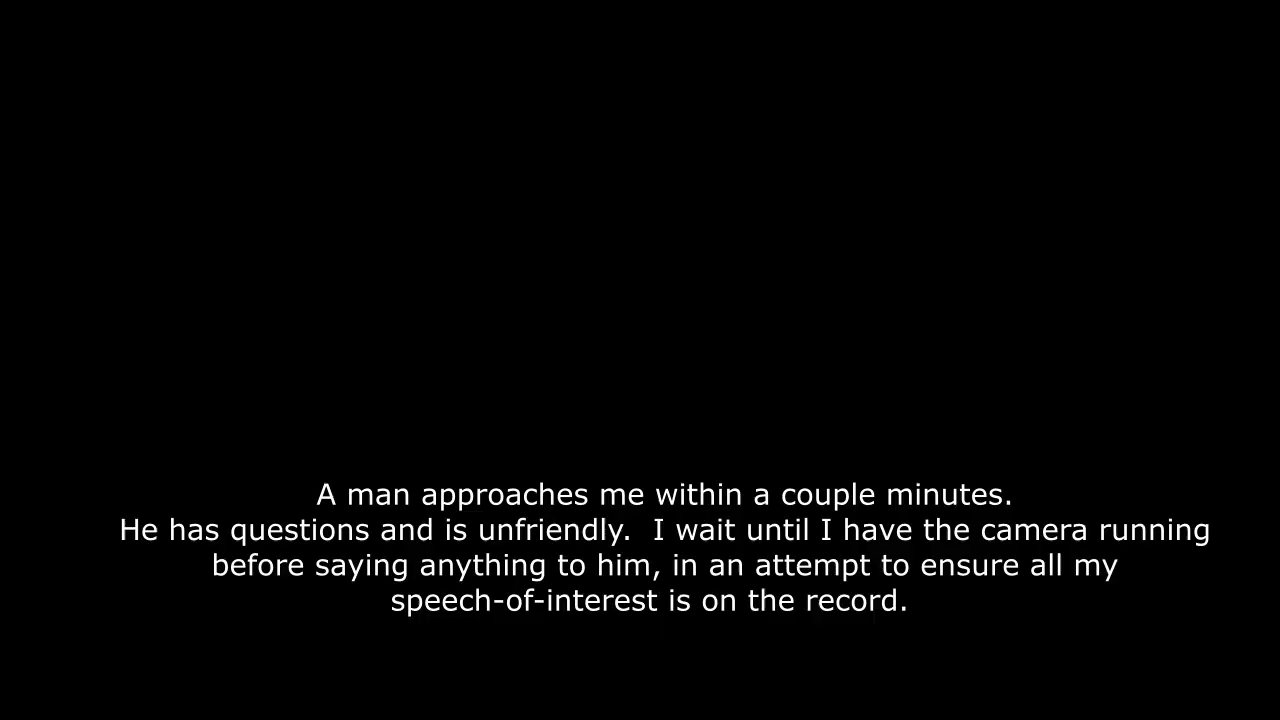 A man approaches me within a couple minutes.
He has questions and is unfriendly.  I wait until I have the camera running
before saying anything to him, in an attempt to ensure all my
speech-of-interest is on the record.